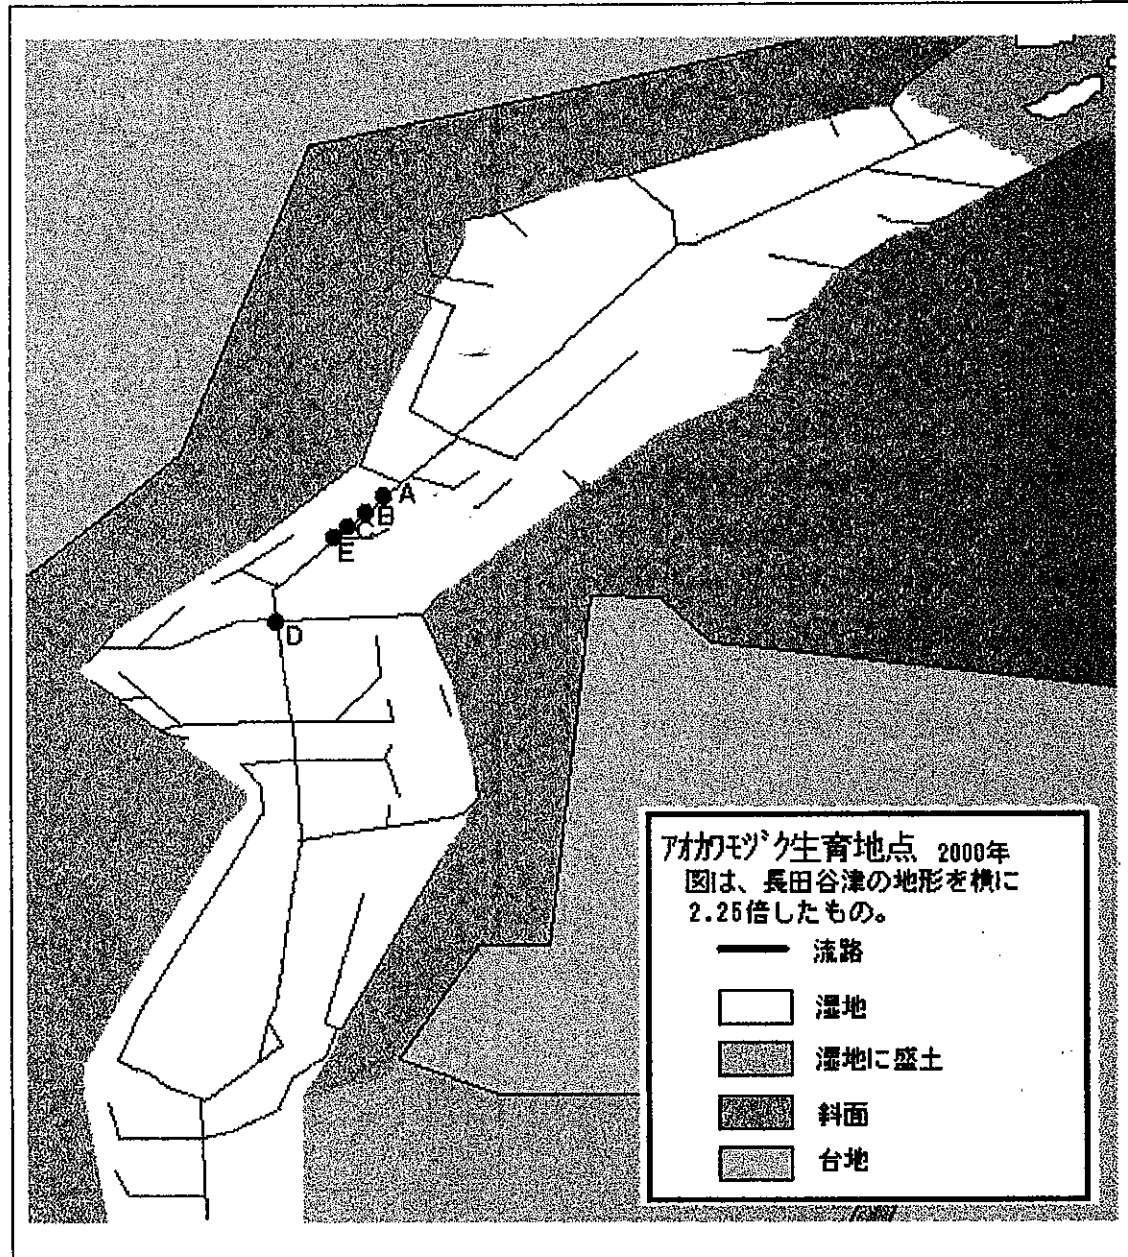 A
B
C
E
D
アオカワモヅク生育地点 2000年
図は、長田谷津の地形を横に
2.25倍したもの。
流路
湿地
湿地に盛土
斜面
台地